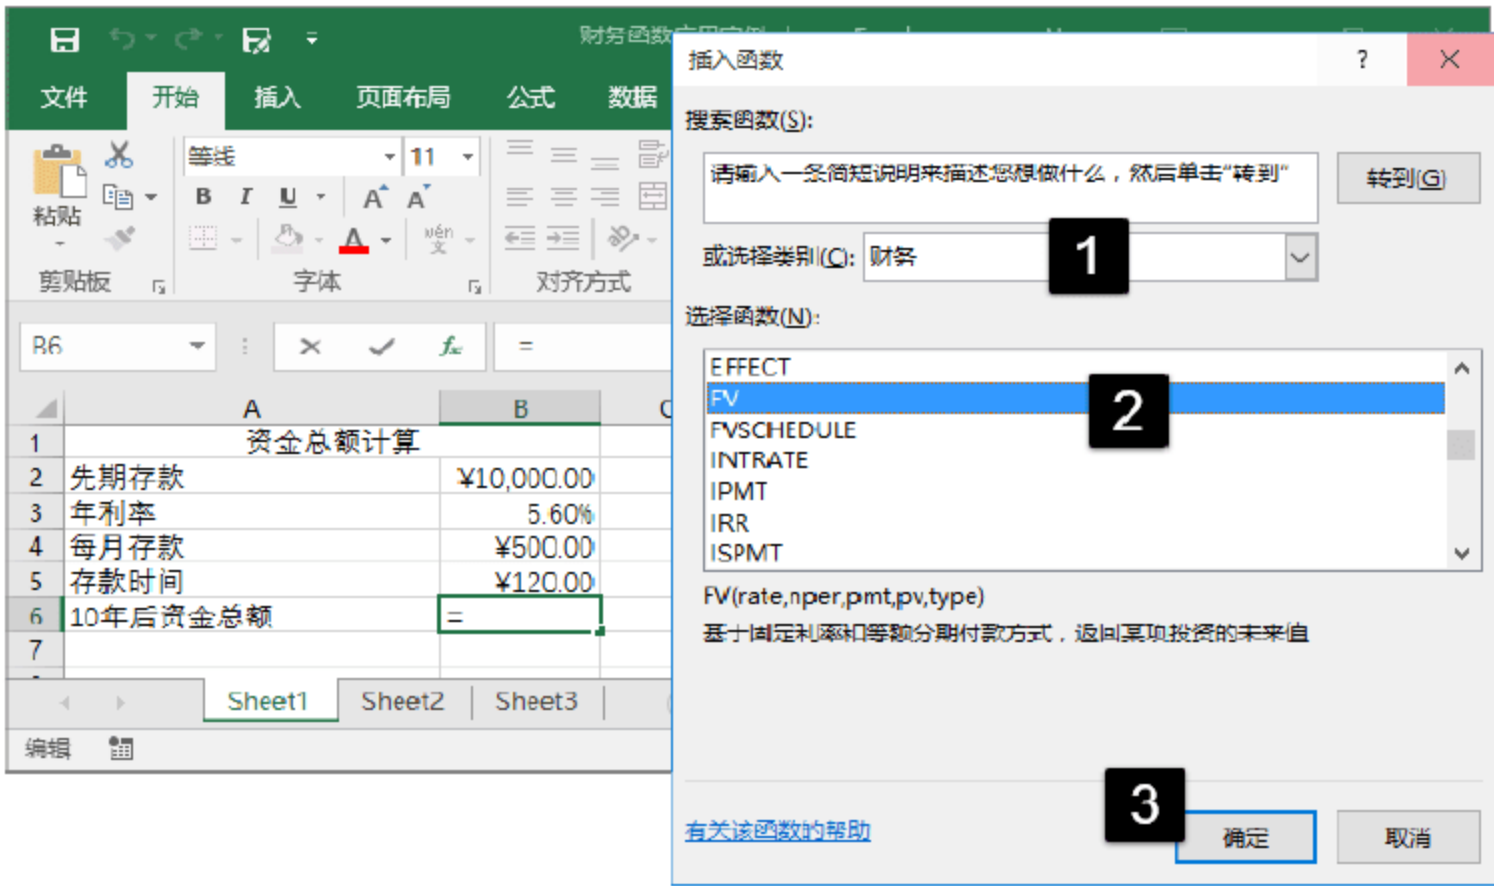 财务函数应用实例
文件 开始 插入 页面布局 公式 数据
等线 11
粘贴
B I U A A
A wén 文
剪贴板 字体 对齐方式
B6 fx =
A B C
1 资金总额计算
2 先期存款 ¥10,000.00
3 年利率 5.60%
4 每月存款 ¥500.00
5 存款时间 ¥120.00
6 10年后资金总额 =
7
Sheet1 Sheet2 Sheet3
编辑
插入函数 ?
搜索函数(S):
请输入一条简短说明来描述您想做什么，然后单击“转到”
转到(G)
或选择类别(C): 财务
1
选择函数(N):
EFFECT
FV
2
FVSCHEDULE
INTRATE
IPMT
IRR
ISPMT
FV(rate,nper,pmt,pv,type)
基于固定利率和等额分期付款方式，返回某项投资的未来值
3
有关该函数的帮助
确定 取消